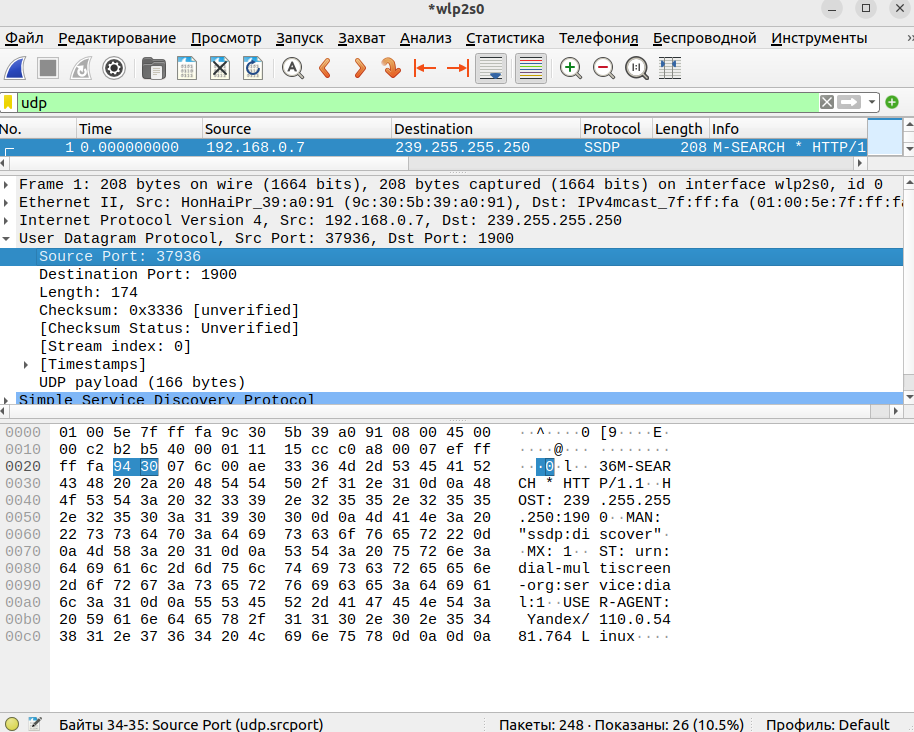 *wlp2s0
Файл Редактирование Просмотр Запуск Захват Анализ Статистика Телефония Беспроводной Инструменты »
udp
No. Time Source Destination Protocol Length Info
1 0.000000000 192.168.0.7 239.255.255.250 SSDP 208 M-SEARCH * HTTP/1
Frame 1: 208 bytes on wire (1664 bits), 208 bytes captured (1664 bits) on interface wlp2s0, id 0
Ethernet II, Src: HonHaiPr_39:a0:91 (9c:30:5b:39:a0:91), Dst: IPv4mcast_7f:ff:fa (01:00:5e:7f:ff:fa
Internet Protocol Version 4, Src: 192.168.0.7, Dst: 239.255.255.250
User Datagram Protocol, Src Port: 37936, Dst Port: 1900
Source Port: 37936
Destination Port: 1900
Length: 174
Checksum: 0x3336 [unverified]
[Checksum Status: Unverified]
[Stream index: 0]
[Timestamps]
UDP payload (166 bytes)
Simple Service Discovery Protocol
0000 01 00 5e 7f ff fa 9c 30 5b 39 a0 91 08 00 45 00 ··^····0 [9····E·
0010 00 c2 b2 b5 40 00 01 11 15 cc c0 a8 00 07 ef ff ····@··· ········
0020 ff fa 94 30 07 6c 00 ae 33 36 4d 2d 53 45 41 52 ···0·l·· 36M-SEAR
0030 43 48 20 2a 20 48 54 54 50 2f 31 2e 31 0d 0a 48 CH * HTT P/1.1··H
0040 4f 53 54 3a 20 32 33 39 2e 32 35 35 2e 32 35 35 OST: 239 .255.255
0050 2e 32 35 30 3a 31 39 30 30 0d 0a 4d 41 4e 3a 20 .250:190 0··MAN: 
0060 22 73 73 64 70 3a 64 69 73 63 6f 76 65 72 22 0d "ssdp:di scover"·
0070 0a 4d 58 3a 20 31 0d 0a 53 54 3a 20 75 72 6e 3a ·MX: 1·· ST: urn:
0080 64 69 61 6c 2d 6d 75 6c 74 69 73 63 72 65 65 6e dial-mul tiscreen
0090 2d 6f 72 67 3a 73 65 72 76 69 63 65 3a 64 69 61 -org:ser vice:dia
00a0 6c 3a 31 0d 0a 55 53 45 52 2d 41 47 45 4e 54 3a l:1··USE R-AGENT:
00b0 20 59 61 6e 64 65 78 2f 31 31 30 2e 30 2e 35 34 Yandex/ 110.0.54
00c0 38 31 2e 37 36 34 20 4c 69 6e 75 78 0d 0a 0d 0a 81.764 L inux····
Байты 34-35: Source Port (udp.srcport) Пакеты: 248 · Показаны: 26 (10.5%) Профиль: Default